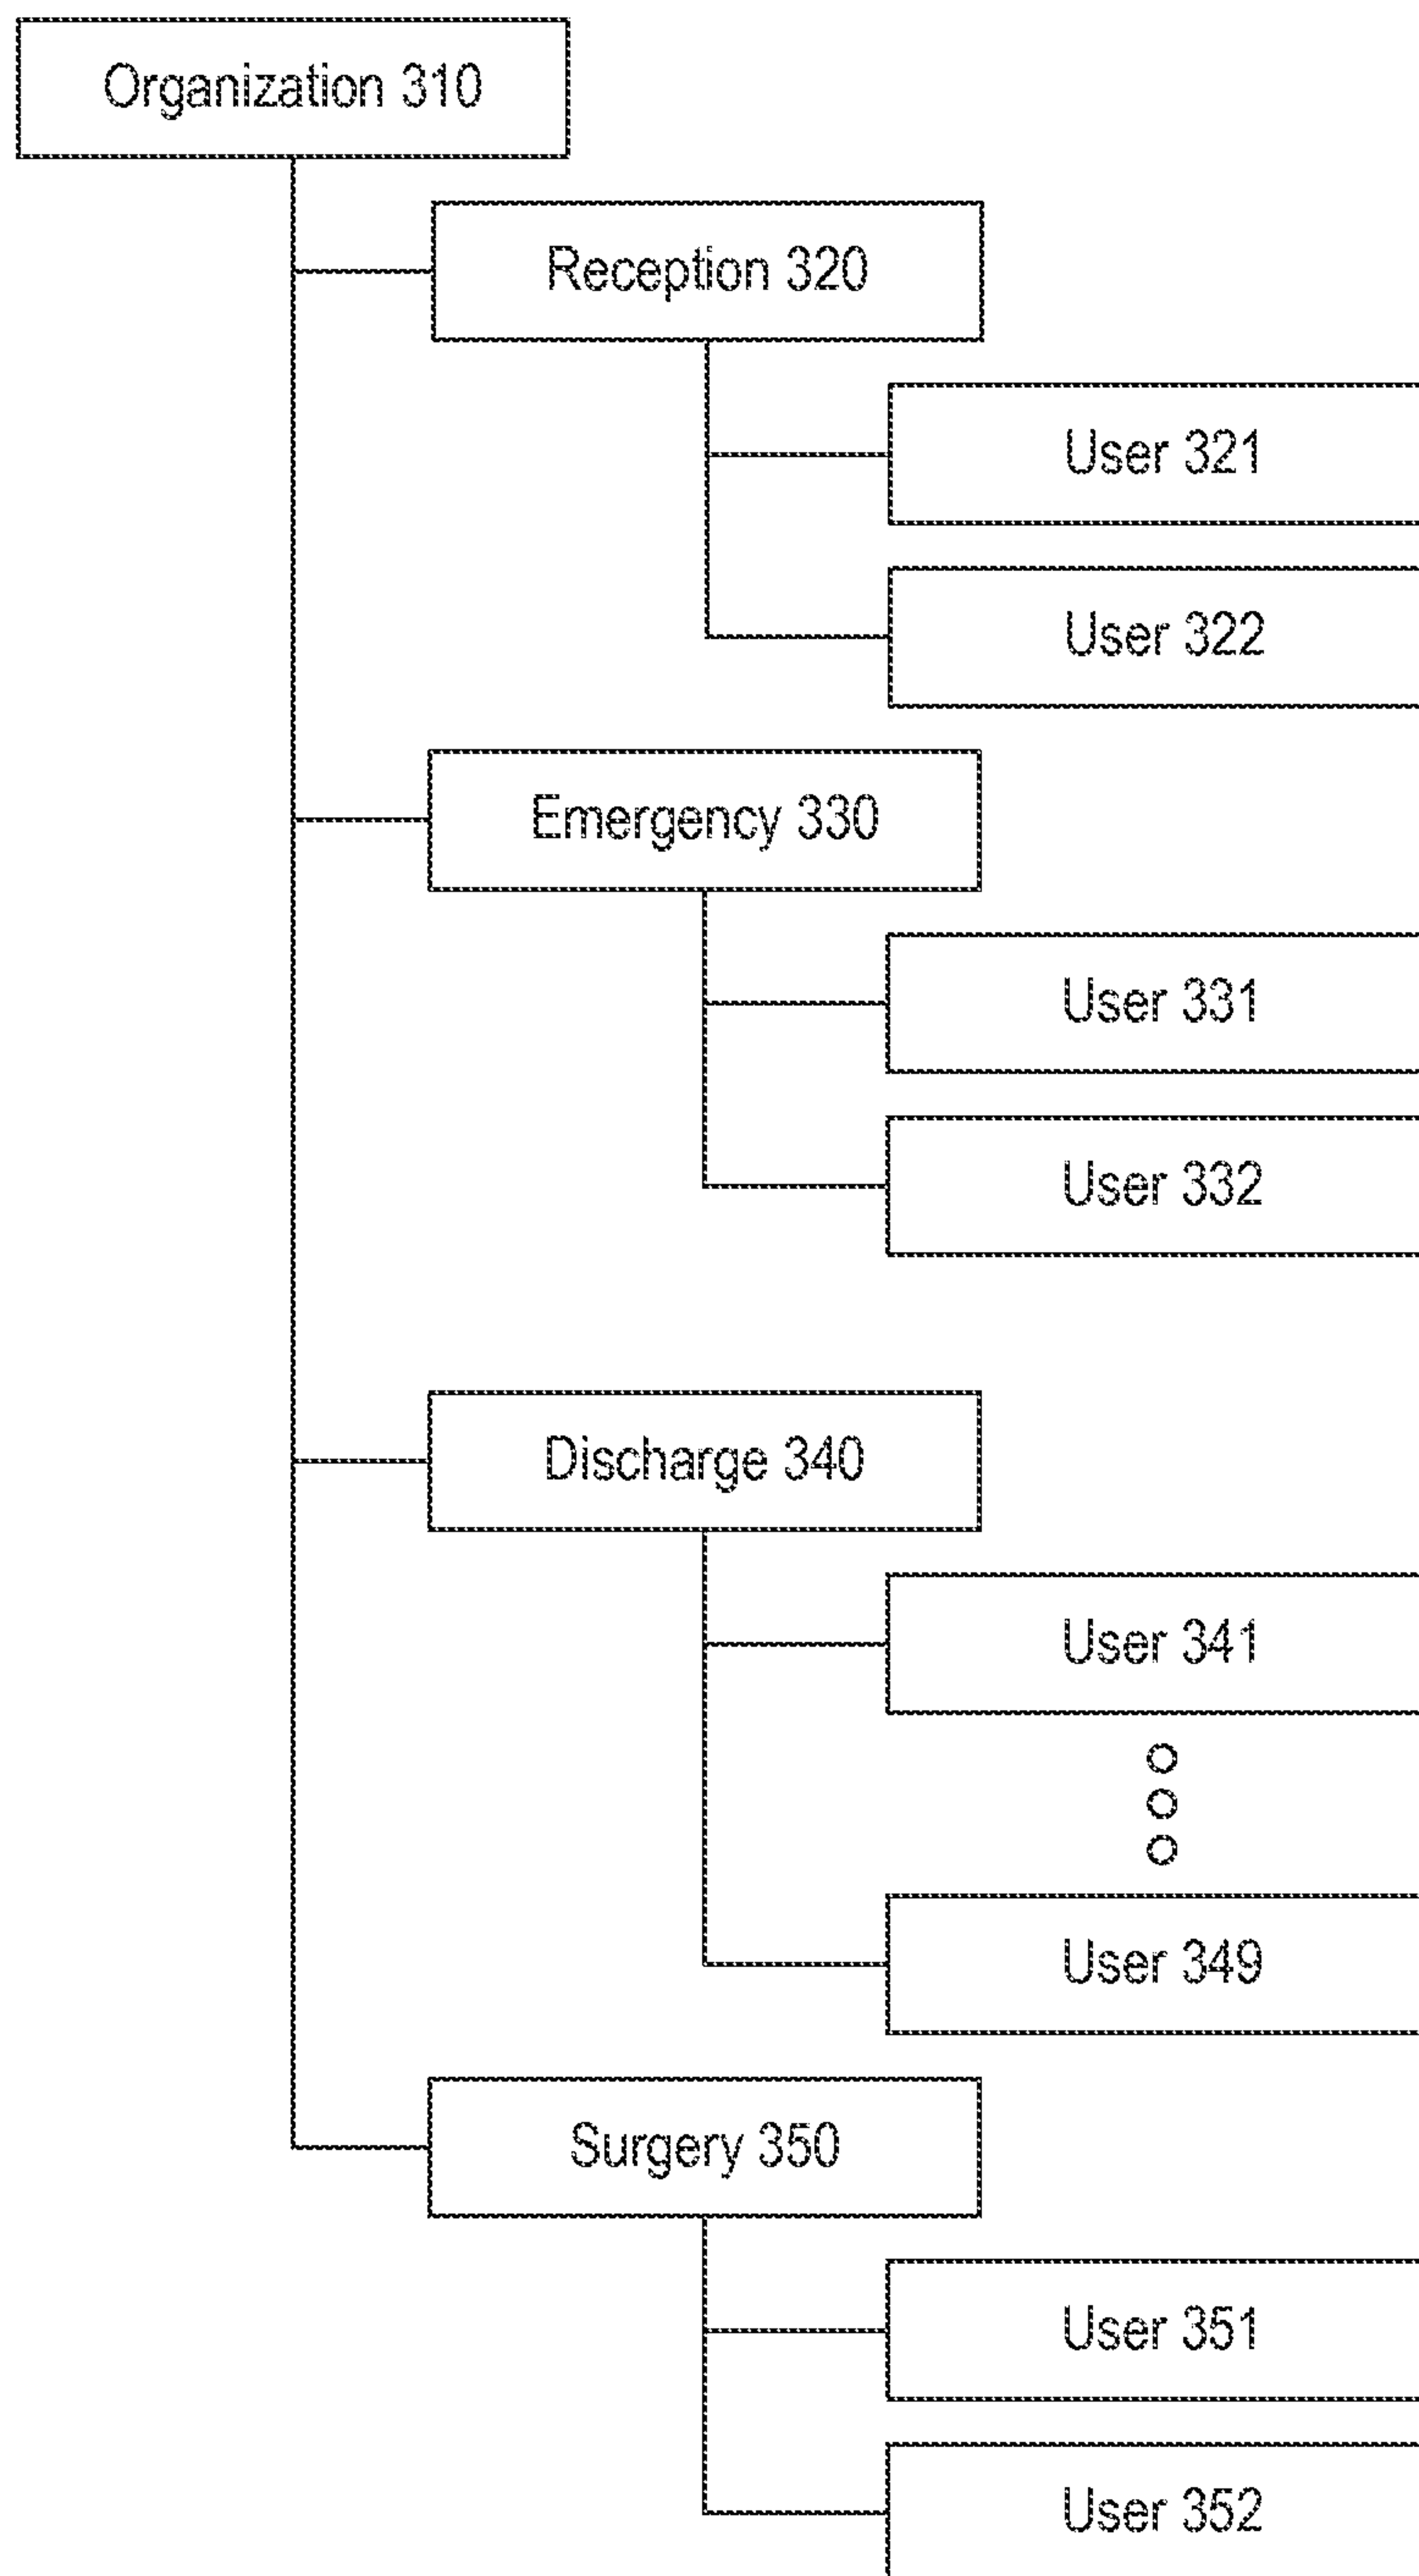 Organization 310
Reception 320
User 321
User 322
Emergency 330
User 331
User 332
Discharge 340
User 341
User 349
Surgery 350
User 351
User 352